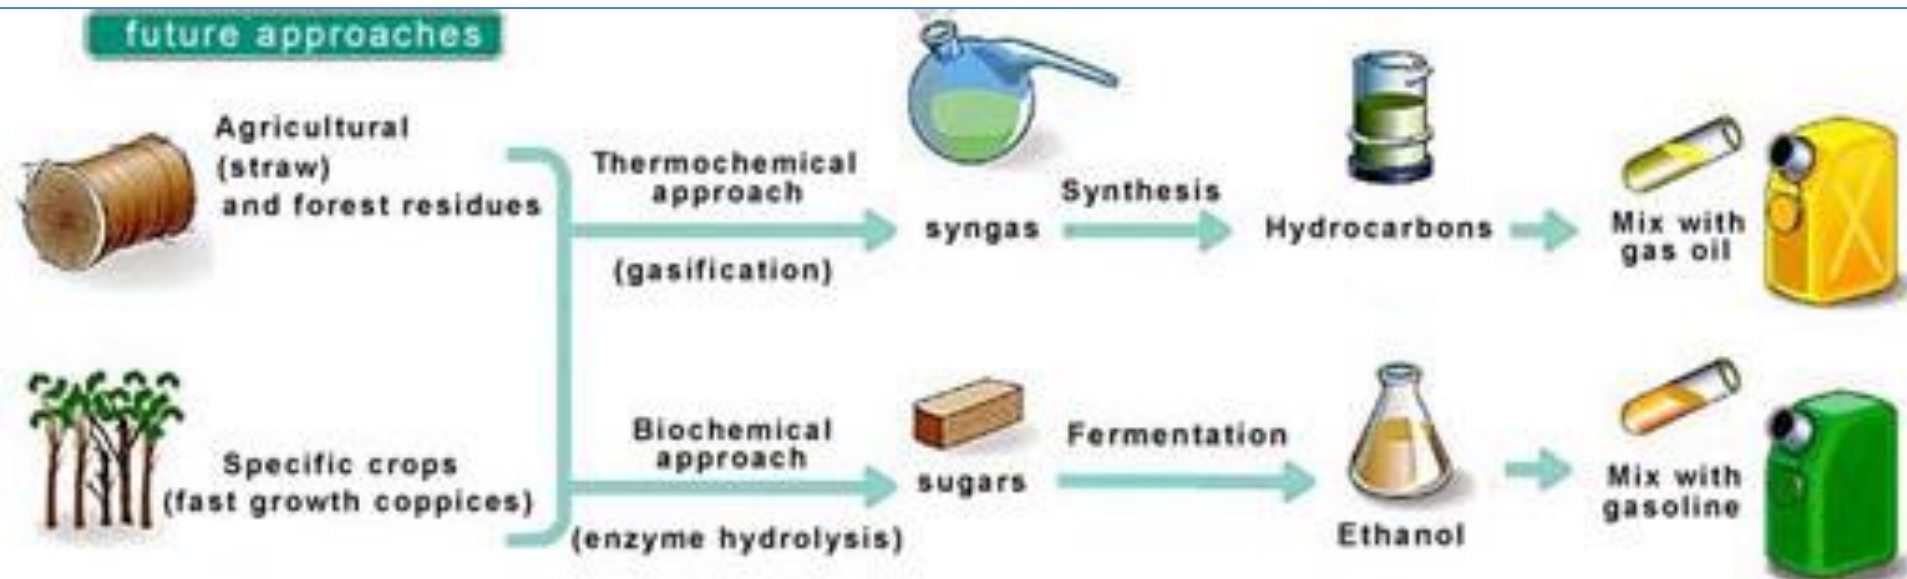 future approaches
Agricultural
(straw)
and forest residues
Thermochemical
approach
(gasification)
syngas
Synthesis
Hydrocarbons
Mix with
gas oil
Specific crops
(fast growth coppices)
Biochemical
approach
(enzyme hydrolysis)
sugars
Fermentation
Ethanol
Mix with
gasoline